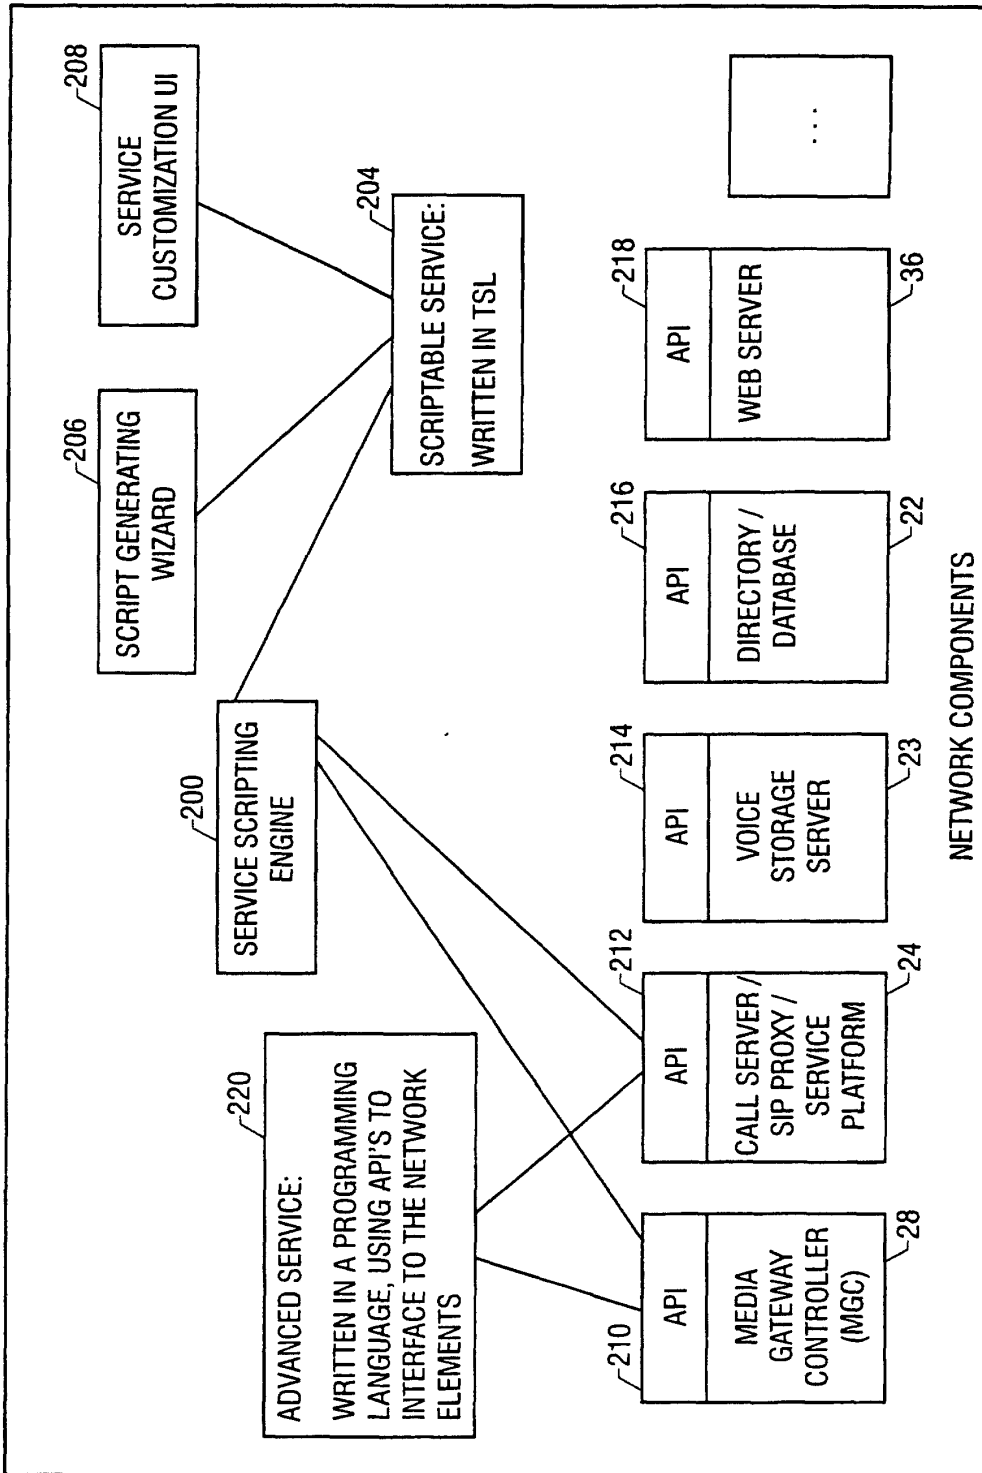 208
SERVICE
CUSTOMIZATION UI
206
SCRIPT GENERATING
WIZARD
204
SCRIPTABLE SERVICE:
WRITTEN IN TSL
200
SERVICE SCRIPTING
ENGINE
220
ADVANCED SERVICE:
WRITTEN IN A PROGRAMMING
LANGUAGE, USING API'S TO
INTERFACE TO THE NETWORK
ELEMENTS
210
API
MEDIA
GATEWAY
CONTROLLER
(MGC)
28
212
API
CALL SERVER /
SIP PROXY /
SERVICE
PLATFORM
24
214
API
VOICE
STORAGE
SERVER
23
216
API
DIRECTORY /
DATABASE
22
218
API
WEB SERVER
36
...
NETWORK COMPONENTS